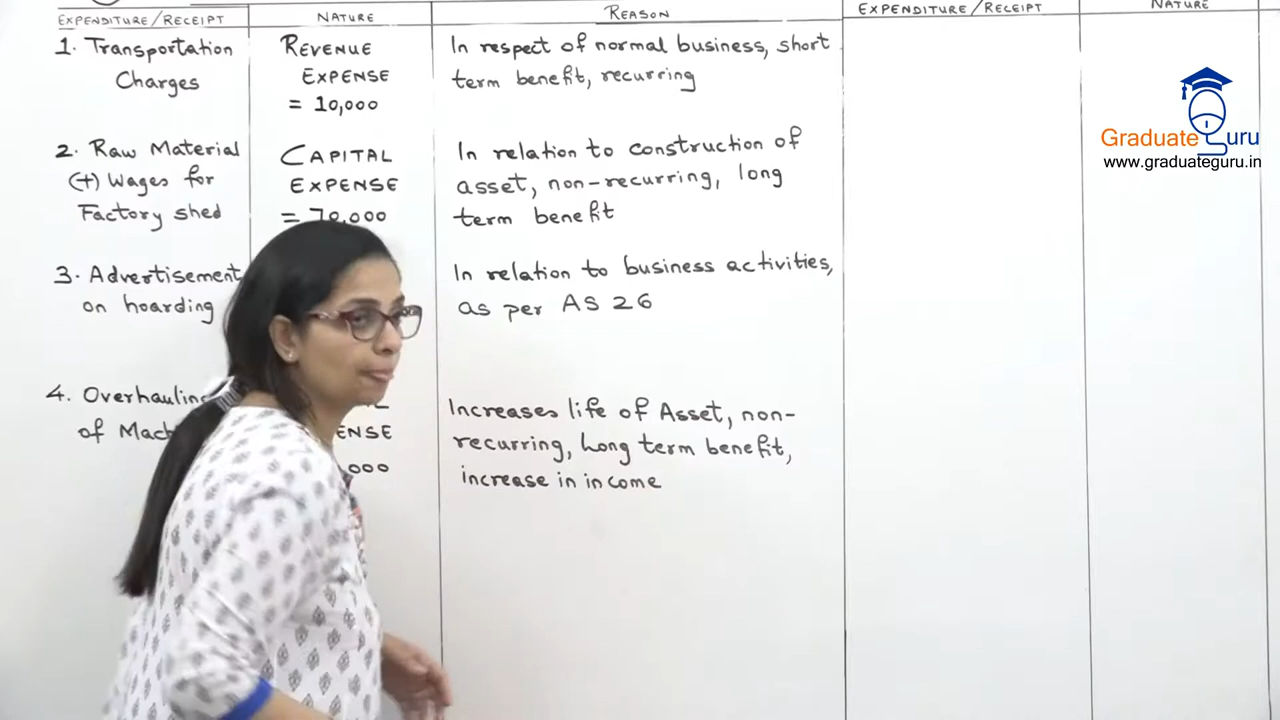 EXPENDITURE/RECEIPT NATURE REASON EXPENDITURE/RECEIPT NATURE
1. Transportation
Charges
REVENUE
EXPENSE
= 10,000
In respect of normal business, short
term benefit, recurring
2. Raw Material
(+) Wages for
Factory shed
CAPITAL
EXPENSE
= 70,000
In relation to construction of
asset, non-recurring, long
term benefit
3. Advertisement
on hoarding
In relation to business activities,
as per AS 26
4.
of
Increases life of Asset, non-
recurring, Long term benefit,
increase in income
Graduate Guru
www.graduateguru.in